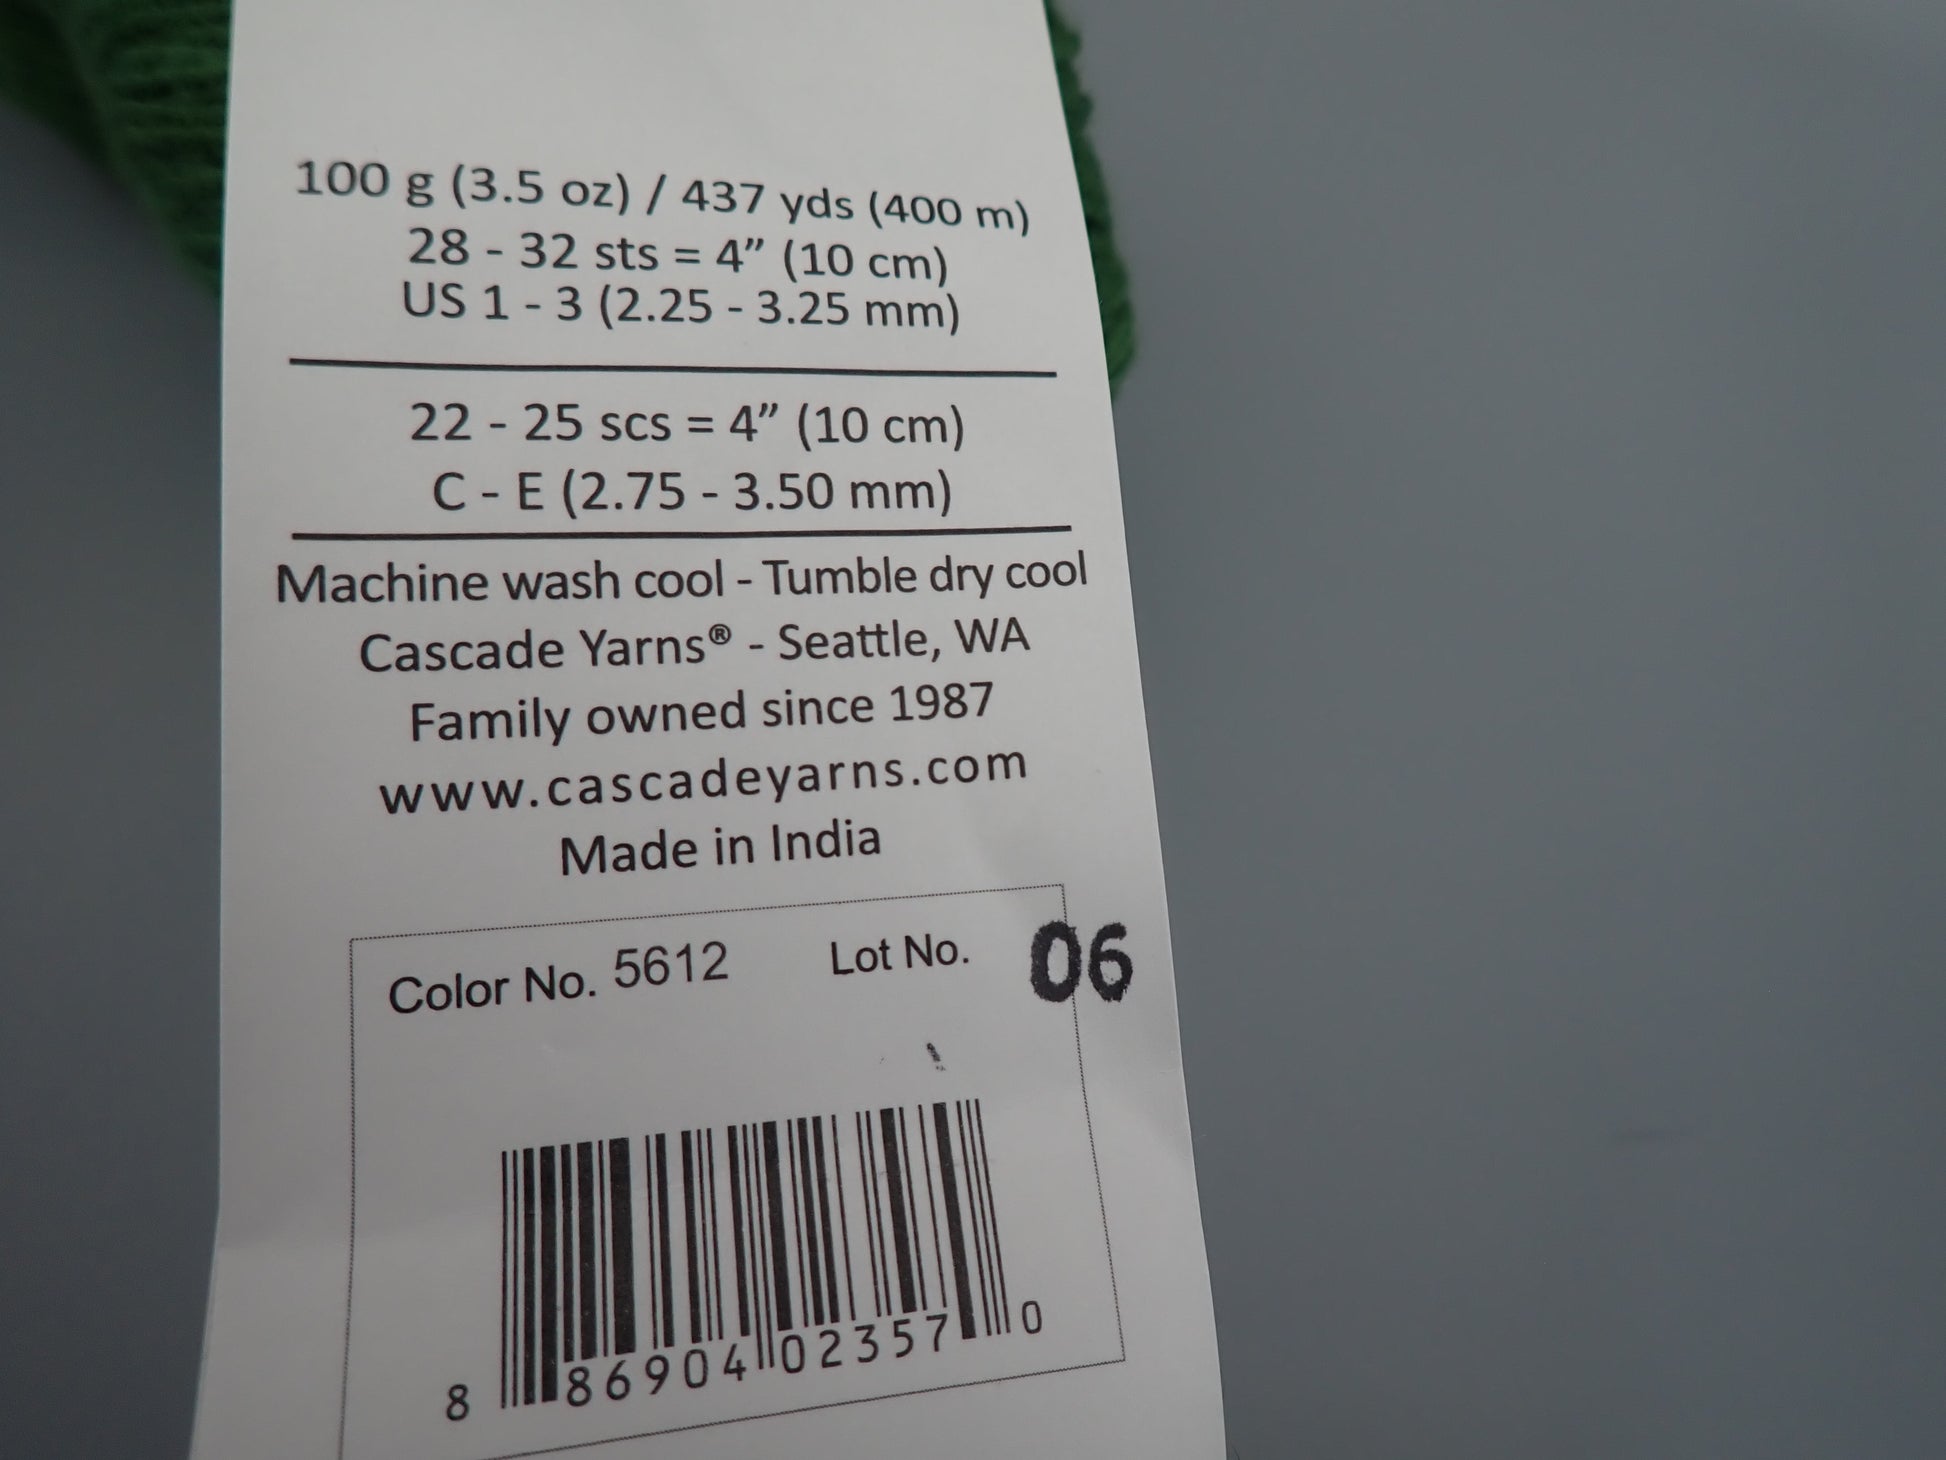 100 g (3.5 oz) / 437 yds (400 m)
28 - 32 sts = 4” (10 cm)
US 1 - 3 (2.25 - 3.25 mm)
22 - 25 scs = 4” (10 cm)
C - E (2.75 - 3.50 mm)
Machine wash cool - Tumble dry cool
Cascade Yarns® - Seattle, WA
Family owned since 1987
www.cascadeyarns.com
Made in India
Color No. 5612 Lot No. 06
8 86904 02357 0